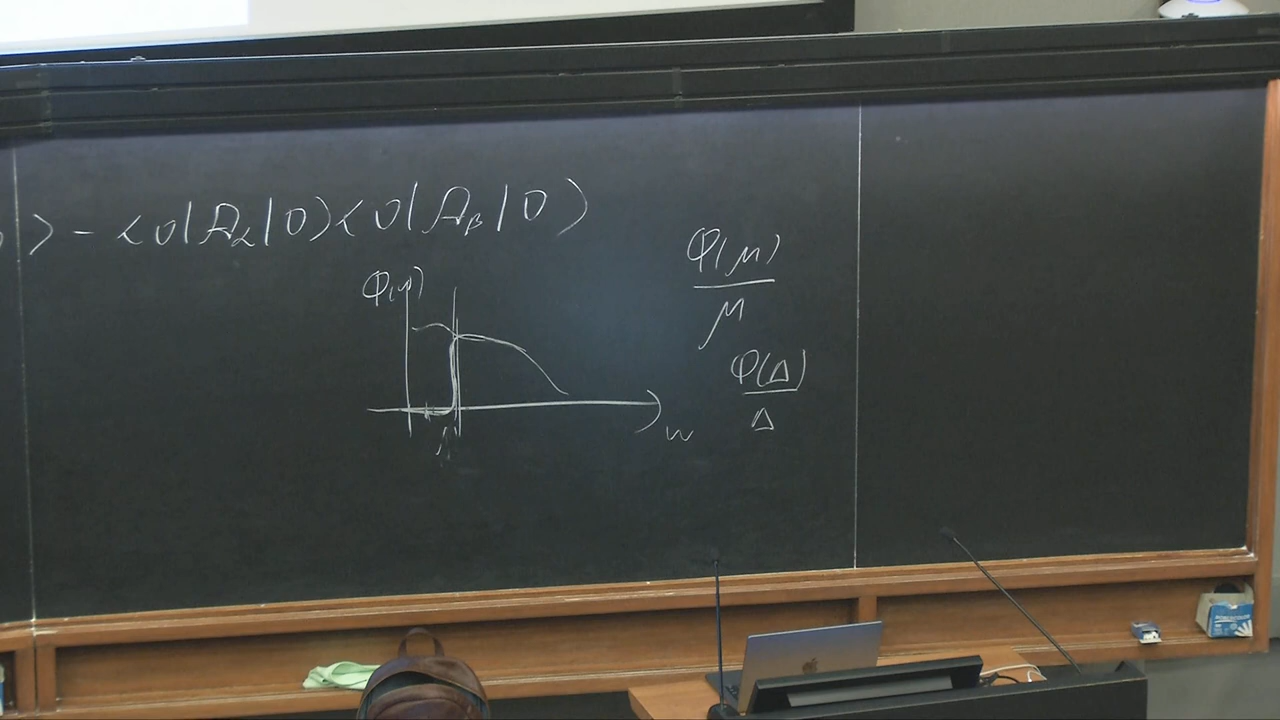 ⟩ - <0|A_α|0><0|A_β|0>
φ(μ)
φ(μ)
μ
φ(Δ)
Δ
w